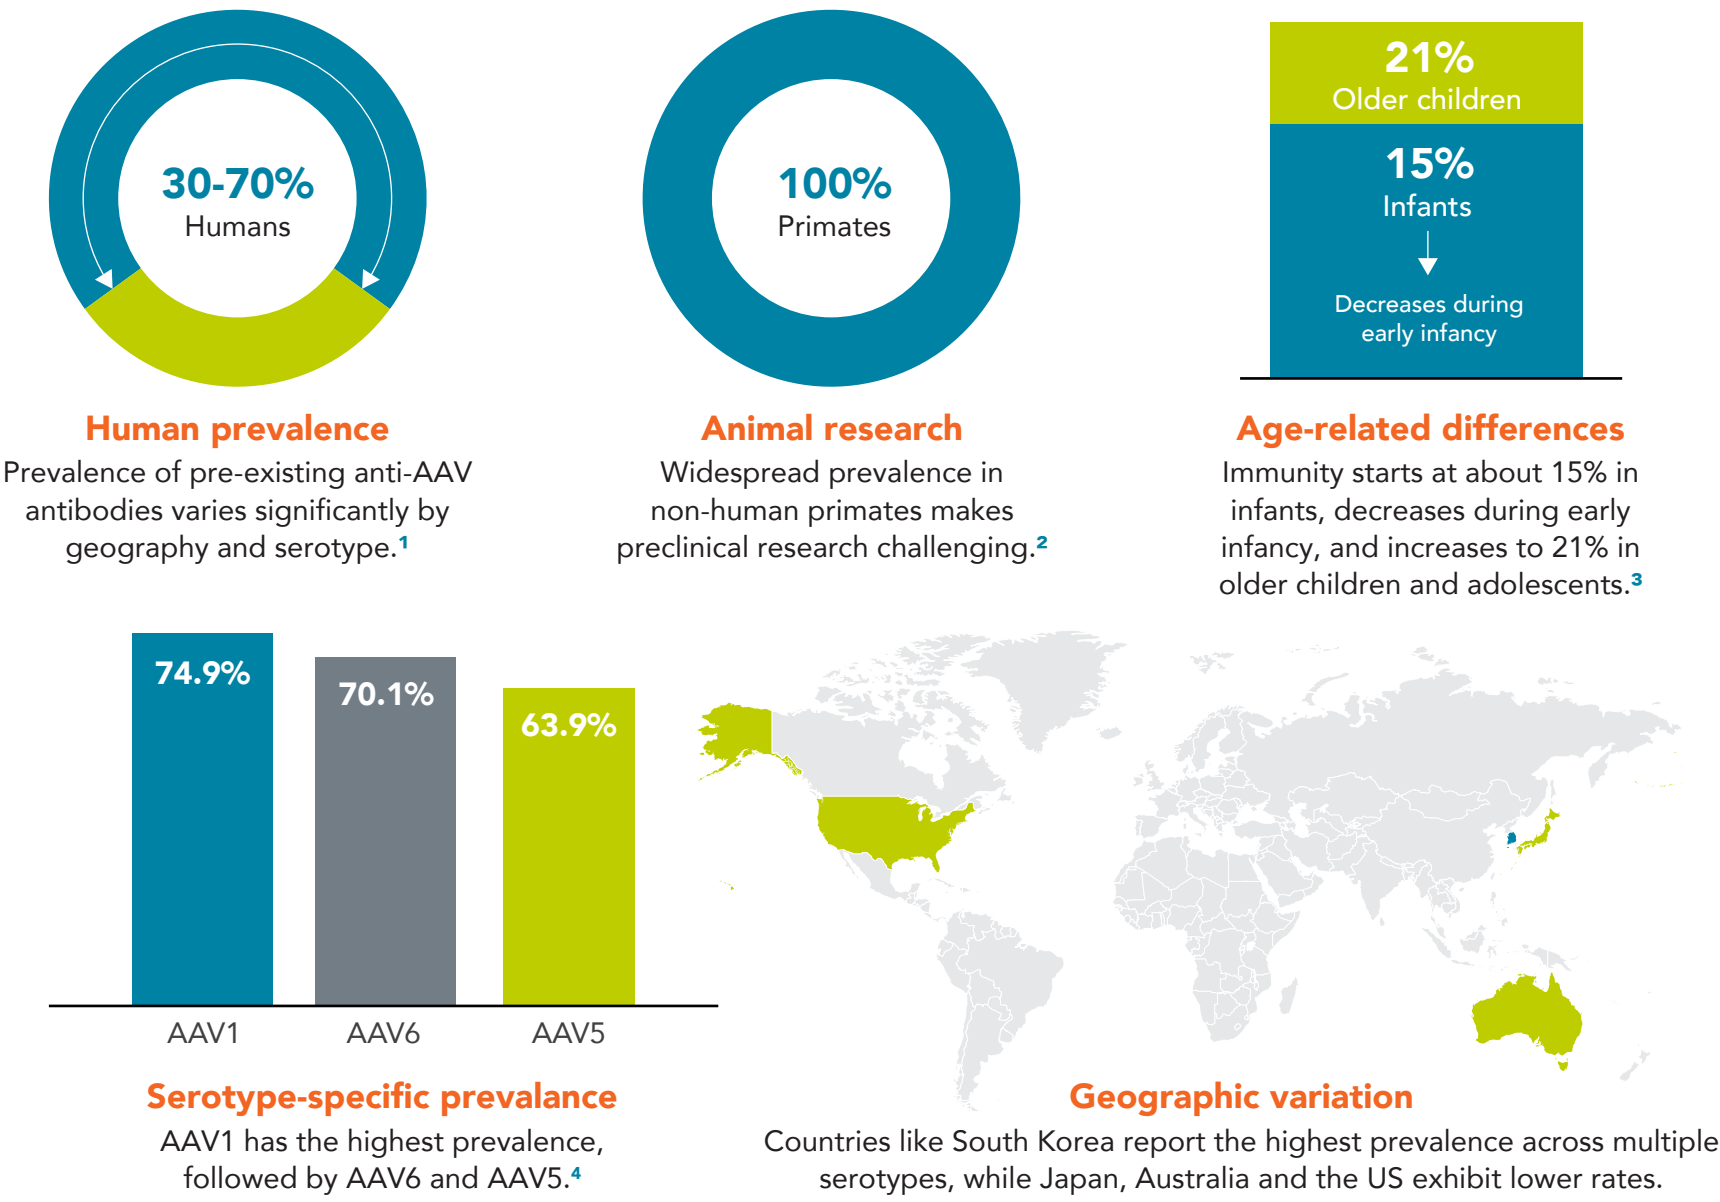 30-70%
Humans
Human prevalence
Prevalence of pre-existing anti-AAV
antibodies varies significantly by
geography and serotype.¹
100%
Primates
Animal research
Widespread prevalence in
non-human primates makes
preclinical research challenging.²
21%
Older children
15%
Infants
Decreases during
early infancy
Age-related differences
Immunity starts at about 15% in
infants, decreases during early
infancy, and increases to 21% in
older children and adolescents.³
74.9%
70.1%
63.9%
AAV1
AAV6
AAV5
Serotype-specific prevalance
AAV1 has the highest prevalence,
followed by AAV6 and AAV5.⁴
Geographic variation
Countries like South Korea report the highest prevalence across multiple
serotypes, while Japan, Australia and the US exhibit lower rates.